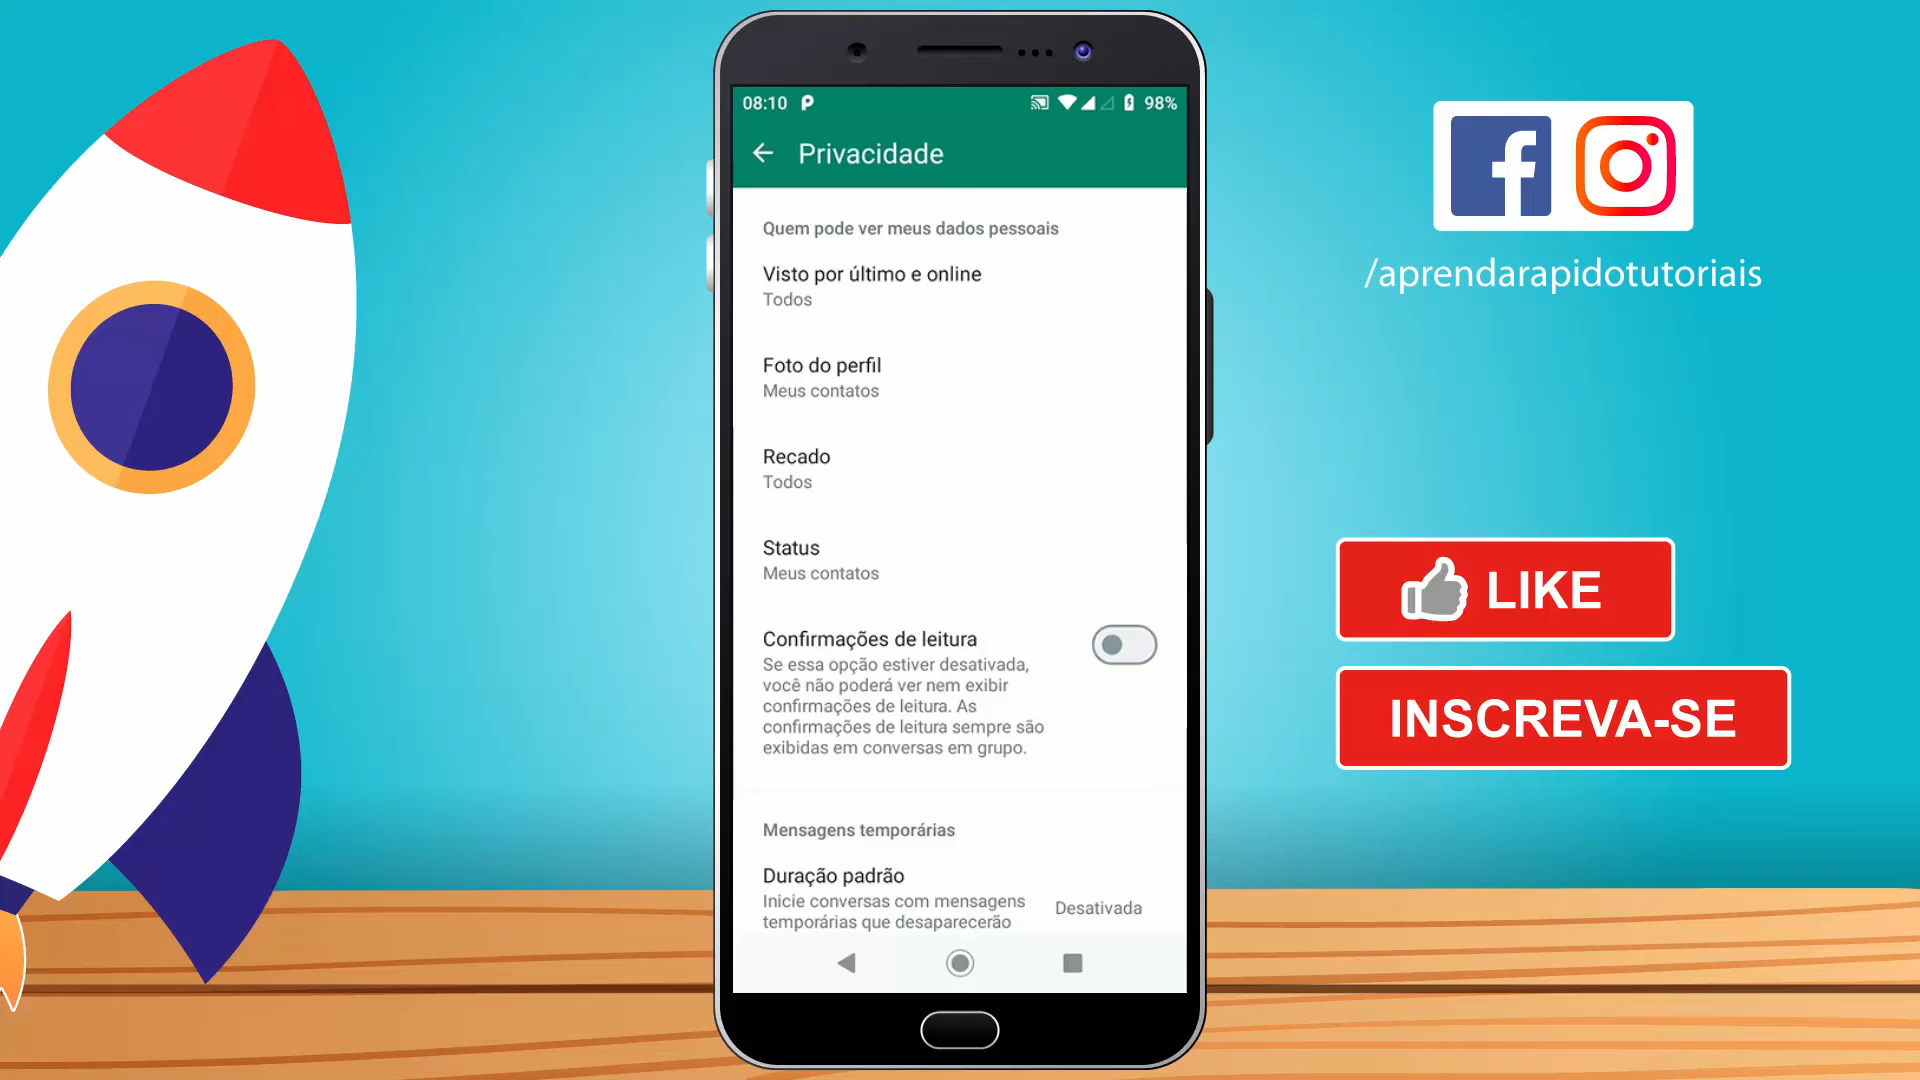 08:10
98%
Privacidade
Quem pode ver meus dados pessoais
Visto por último e online
Todos
Foto do perfil
Meus contatos
Recado
Todos
Status
Meus contatos
Confirmações de leitura
Se essa opção estiver desativada,
você não poderá ver nem exibir
confirmações de leitura. As
confirmações de leitura sempre são
exibidas em conversas em grupo.
Mensagens temporárias
Duração padrão
Inicie conversas com mensagens
temporárias que desaparecerão
Desativada
/aprendarapidotutoriais
LIKE
INSCREVA-SE